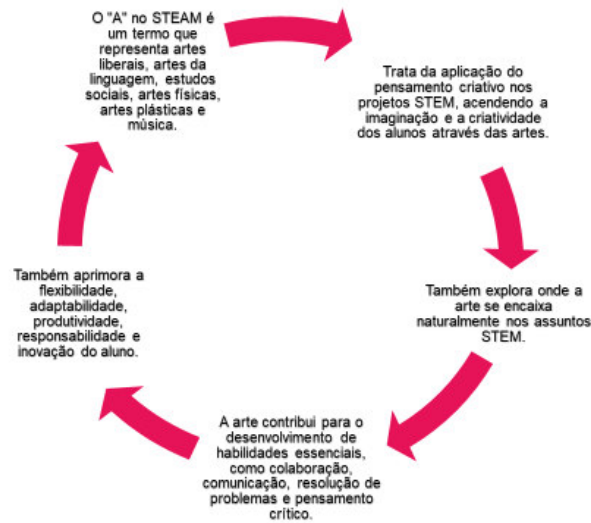 O "A" no STEAM é
um termo que
representa artes
liberais, artes da
linguagem, estudos
sociais, artes físicas,
artes plásticas e
música.
Trata da aplicação do
pensamento criativo nos
projetos STEM, acendendo a
imaginação e a criatividade
dos alunos através das artes.
Também explora onde a
arte se encaixa
naturalmente nos assuntos
STEM.
A arte contribui para o
desenvolvimento de
habilidades essenciais,
como colaboração,
comunicação, resolução de
problemas e pensamento
crítico.
Também aprimora a
flexibilidade,
adaptabilidade,
produtividade,
responsabilidade e
inovação do aluno.